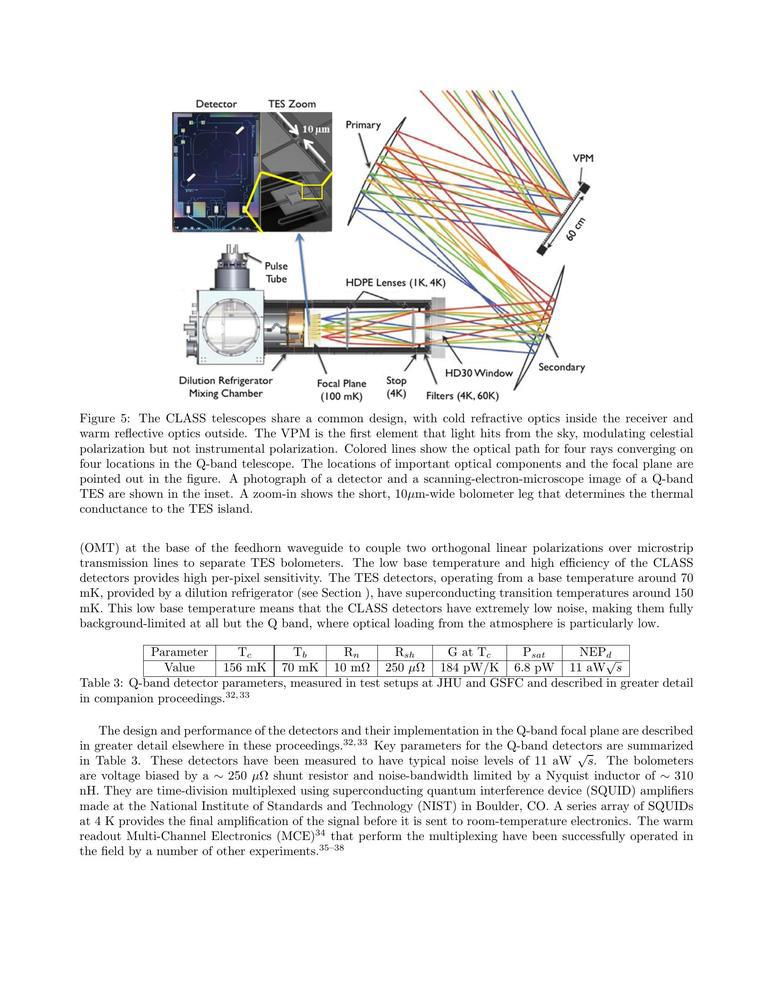 Detector
TES Zoom
10 μm
Primary
VPM
60 cm
Pulse
Tube
HDPE Lenses (1K, 4K)
Dilution Refrigerator
Mixing Chamber
Focal Plane
(100 mK)
Stop
(4K)
HD30 Window
Filters (4K, 60K)
Secondary
Figure 5: The CLASS telescopes share a common design, with cold refractive optics inside the receiver and
warm reflective optics outside. The VPM is the first element that light hits from the sky, modulating celestial
polarization but not instrumental polarization. Colored lines show the optical path for four rays converging on
four locations in the Q-band telescope. The locations of important optical components and the focal plane are
pointed out in the figure. A photograph of a detector and a scanning-electron-microscope image of a Q-band
TES are shown in the inset. A zoom-in shows the short, 10μm-wide bolometer leg that determines the thermal
conductance to the TES island.
(OMT) at the base of the feedhorn waveguide to couple two orthogonal linear polarizations over microstrip
transmission lines to separate TES bolometers. The low base temperature and high efficiency of the CLASS
detectors provides high per-pixel sensitivity. The TES detectors, operating from a base temperature around 70
mK, provided by a dilution refrigerator (see Section ), have superconducting transition temperatures around 150
mK. This low base temperature means that the CLASS detectors have extremely low noise, making them fully
background-limited at all but the Q band, where optical loading from the atmosphere is particularly low.
Parameter T_c T_b R_n R_sh G at T_c P_sat NEP_d
Value 156 mK 70 mK 10 mΩ 250 μΩ 184 pW/K 6.8 pW 11 aW√s
Table 3: Q-band detector parameters, measured in test setups at JHU and GSFC and described in greater detail
in companion proceedings.32,33
The design and performance of the detectors and their implementation in the Q-band focal plane are described
in greater detail elsewhere in these proceedings.32,33 Key parameters for the Q-band detectors are summarized
in Table 3. These detectors have been measured to have typical noise levels of 11 aW √s. The bolometers
are voltage biased by a ∼ 250 μΩ shunt resistor and noise-bandwidth limited by a Nyquist inductor of ∼ 310
nH. They are time-division multiplexed using superconducting quantum interference device (SQUID) amplifiers
made at the National Institute of Standards and Technology (NIST) in Boulder, CO. A series array of SQUIDs
at 4 K provides the final amplification of the signal before it is sent to room-temperature electronics. The warm
readout Multi-Channel Electronics (MCE)34 that perform the multiplexing have been successfully operated in
the field by a number of other experiments.35–38